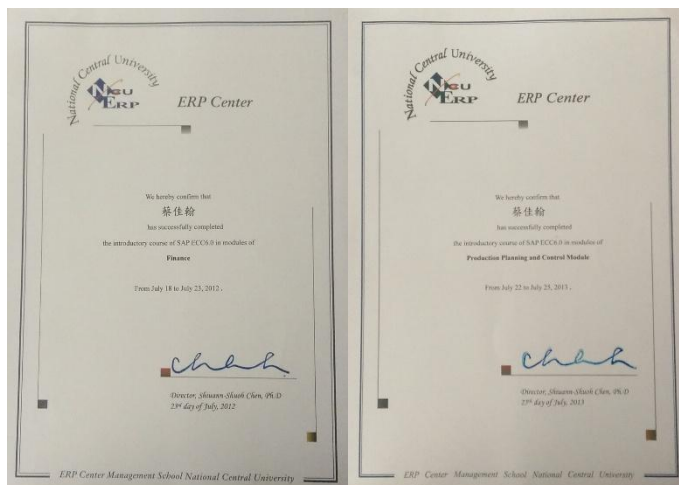 National Central University
NCU
ERP
ERP Center
We hereby confirm that
蔡佳翰
has successfully completed
the introductory course of SAP ECC6.0 in modules of
Finance
From July 18 to July 23, 2012 .
Director, Shiuann-Shuoh Chen, Ph.D
23rd day of July, 2012
ERP Center Management School National Central University
National Central University
NCU
ERP
ERP Center
We hereby confirm that
蔡佳翰
has successfully completed
the introductory course of SAP ECC6.0 in modules of
Production Planning and Control Module
From July 22 to July 25, 2013 .
Director, Shiuann-Shuoh Chen, Ph.D
day of July, 2013
ERP Center Management School National Central University